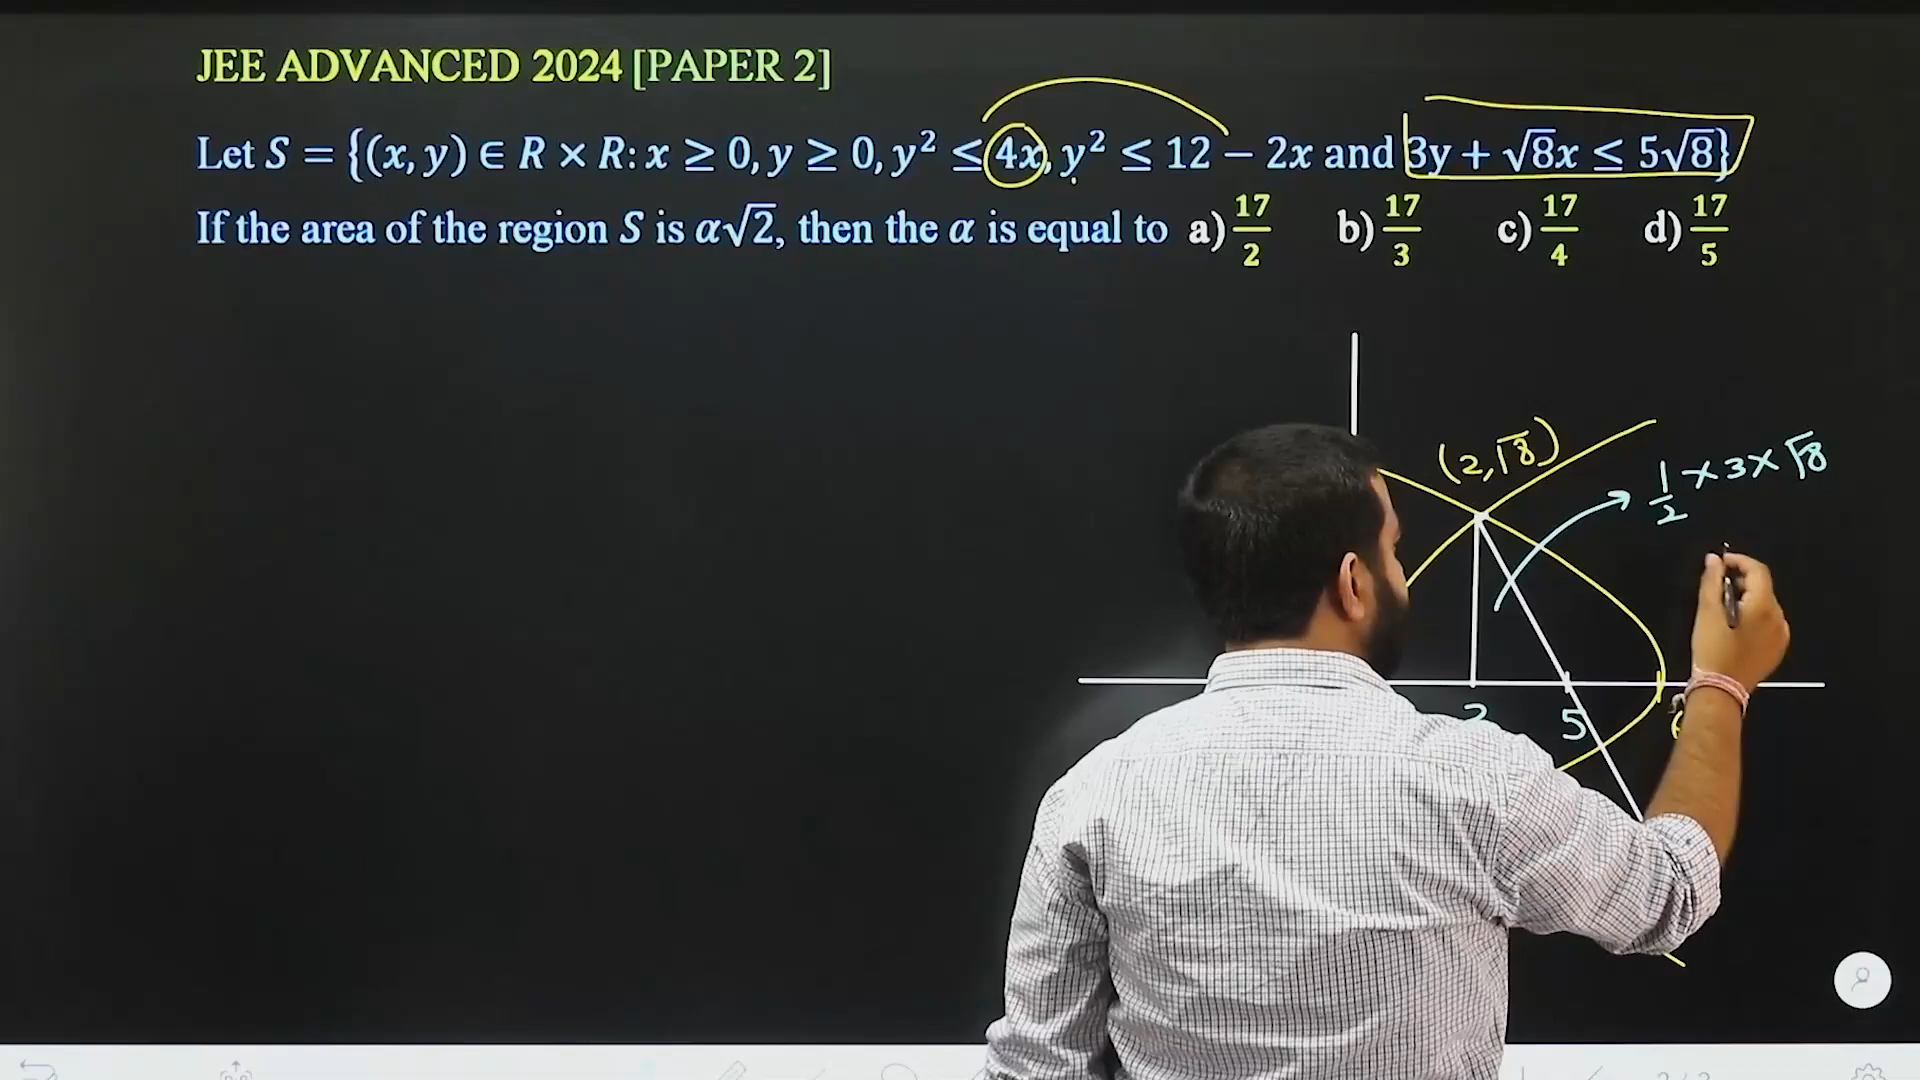 JEE ADVANCED 2024 [PAPER 2]
Let S = {(x, y) ∈ R × R: x ≥ 0, y ≥ 0, y² ≤ 4x, y² ≤ 12 − 2x and 3y + √8x ≤ 5√8}
If the area of the region S is α√2, then the α is equal to a) 17/2 b) 17/3 c) 17/4 d) 17/5
(2,√8)
1/2 × 3 × √8
5